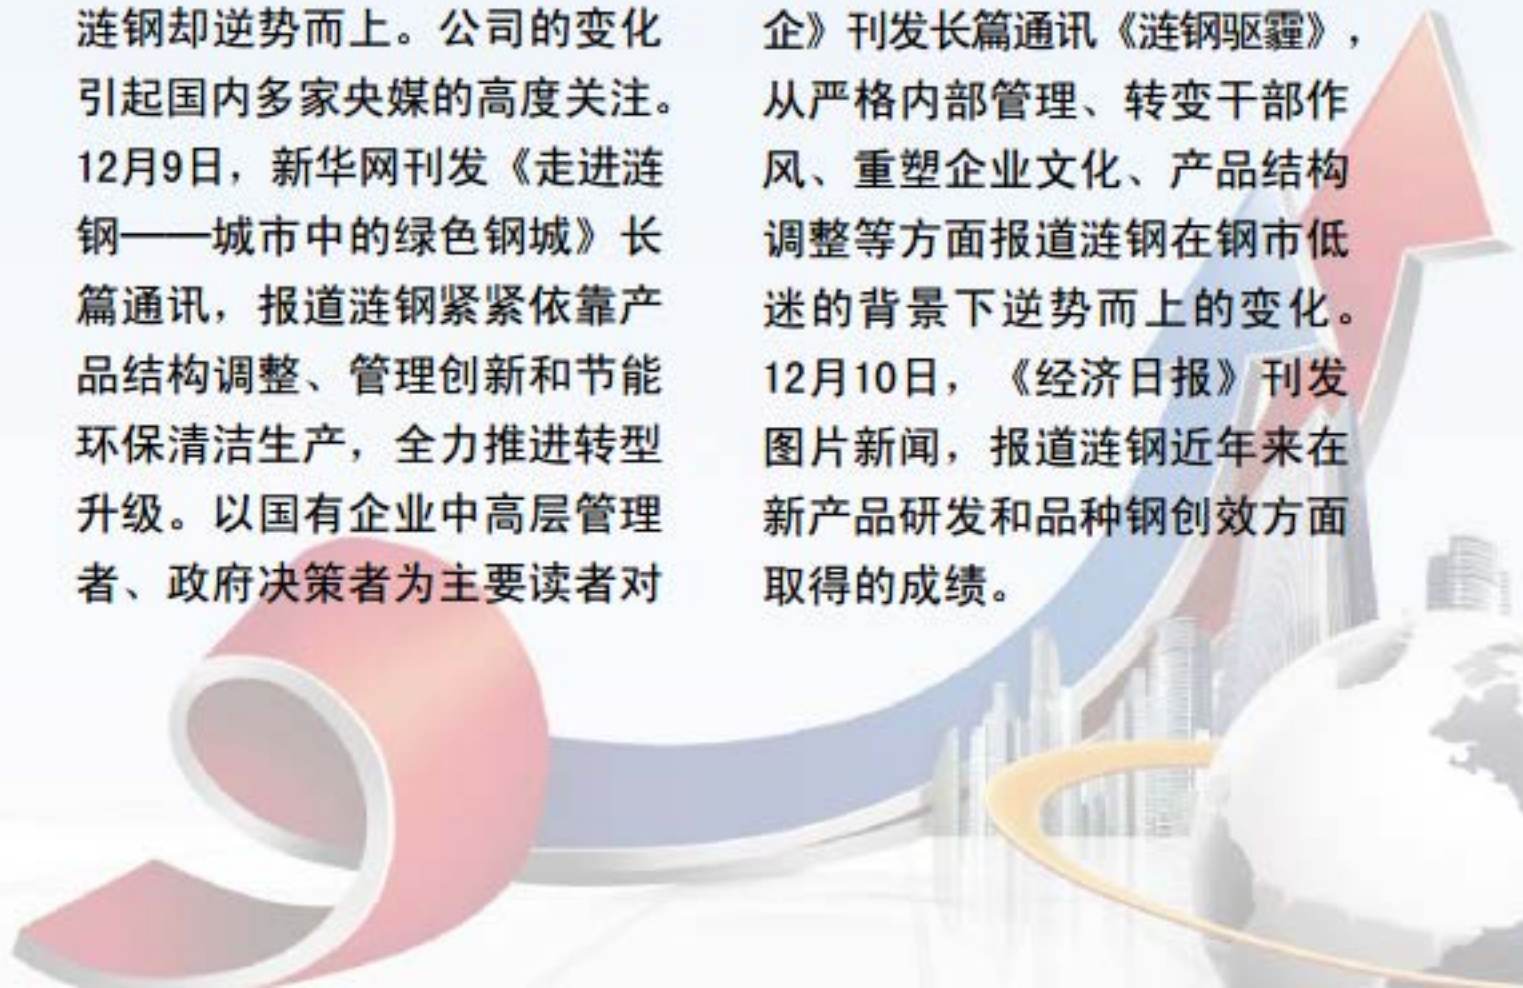 涟钢却逆势而上。公司的变化
引起国内多家央媒的高度关注。
12月9日，新华网刊发《走进涟
钢——城市中的绿色钢城》长
篇通讯，报道涟钢紧紧依靠产
品结构调整、管理创新和节能
环保清洁生产，全力推进转型
升级。以国有企业中高层管理
者、政府决策者为主要读者对
企》刊发长篇通讯《涟钢驱霾》，
从严格内部管理、转变干部作
风、重塑企业文化、产品结构
调整等方面报道涟钢在钢市低
迷的背景下逆势而上的变化。
12月10日，《经济日报》刊发
图片新闻，报道涟钢近年来在
新产品研发和品种钢创效方面
取得的成绩。